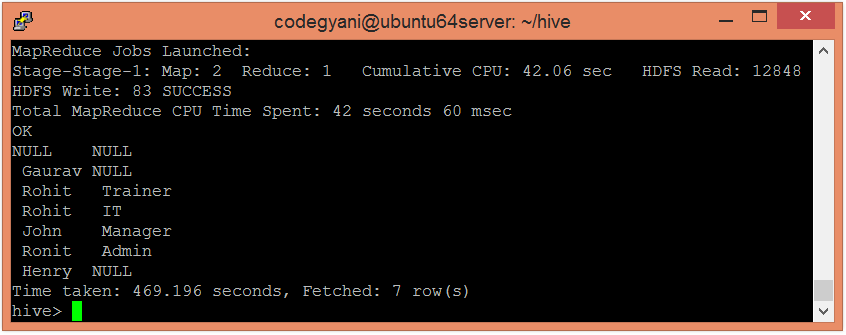 codegyani@ubuntu64server: ~/hive
MapReduce Jobs Launched:
Stage-Stage-1: Map: 2  Reduce: 1   Cumulative CPU: 42.06 sec   HDFS Read: 12848
HDFS Write: 83 SUCCESS
Total MapReduce CPU Time Spent: 42 seconds 60 msec
OK
NULL    NULL
 Gaurav NULL
 Rohit   Trainer
 Rohit   IT
 John    Manager
 Ronit   Admin
 Henry  NULL
Time taken: 469.196 seconds, Fetched: 7 row(s)
hive>